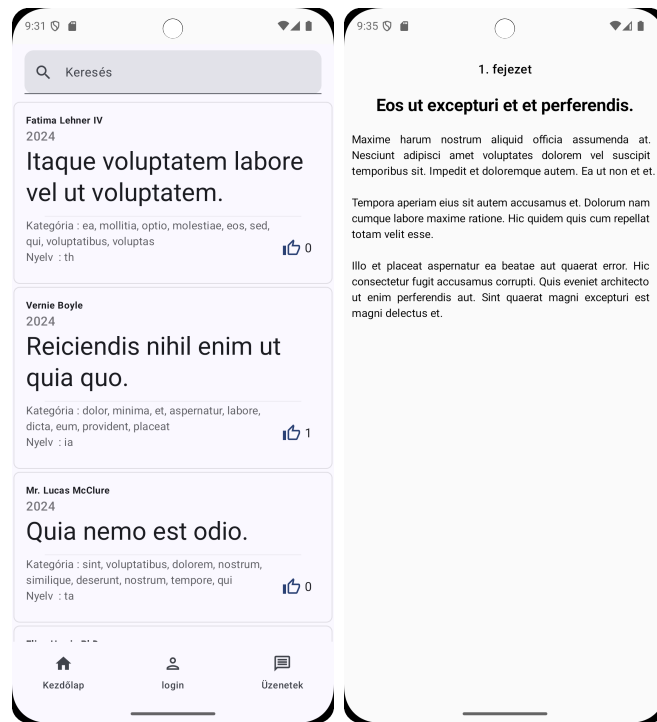 9:31
Keresés
Fatima Lehner IV
2024
Itaque voluptatem labore
vel ut voluptatem.
Kategória : ea, mollitia, optio, molestiae, eos, sed,
qui, voluptatibus, voluptas
Nyelv : th
0
Vernie Boyle
2024
Reiciendis nihil enim ut
quia quo.
Kategória : dolor, minima, et, aspernatur, labore,
dicta, eum, provident, placeat
Nyelv : ia
1
Mr. Lucas McClure
2024
Quia nemo est odio.
Kategória : sint, voluptatibus, dolorem, nostrum,
similique, deserunt, nostrum, tempore, qui
Nyelv : ta
0
Kezdőlap
login
Üzenetek
9:35
1. fejezet
Eos ut excepturi et et perferendis.
Maxime harum nostrum aliquid officia assumenda at.
Nesciunt adipisci amet voluptates dolorem vel suscipit
temporibus sit. Impedit et doloremque autem. Ea ut non et et.
Tempora aperiam eius sit autem accusamus et. Dolorum nam
cumque labore maxime ratione. Hic quidem quis cum repellat
totam velit esse.
Illo et placeat aspernatur ea beatae aut quaerat error. Hic
consectetur fugit accusamus corrupti. Quis eveniet architecto
ut enim perferendis aut. Sint quaerat magni excepturi est
magni delectus et.